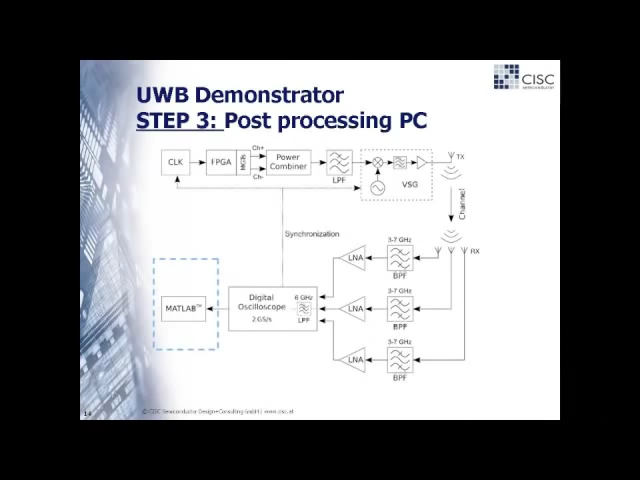 CISC
semiconductor
UWB Demonstrator
STEP 3: Post processing PC
CLK
FPGA
MGTs
Ch+
Ch-
Power
Combiner
LPF
VSG
TX
Channel
Synchronization
3-7 GHz
LNA
BPF
RX
MATLAB™
Digital
Oscilloscope
2 GS/s
6 GHz
LPF
3-7 GHz
LNA
BPF
3-7 GHz
LNA
BPF
14
© CISC Semiconductor Design+Consulting GmbH | www.cisc.at